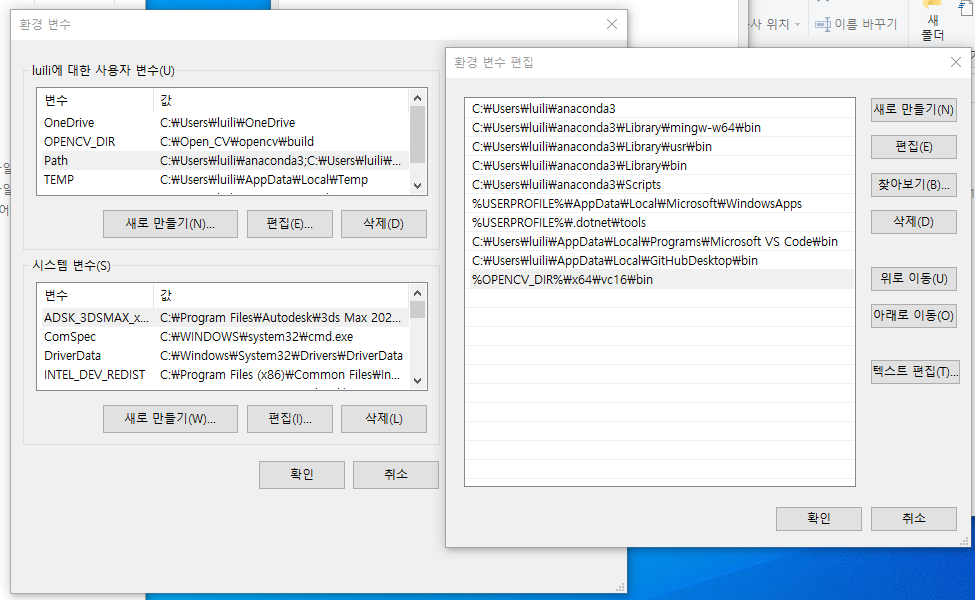 환경 변수
luili에 대한 사용자 변수(U)
변수 값
OneDrive C:₩Users₩luili₩OneDrive
OPENCV_DIR C:₩Open_CV₩opencv₩build
Path C:₩Users₩luili₩anaconda3;C:₩Users₩luili₩...
TEMP C:₩Users₩luili₩AppData₩Local₩Temp
새로 만들기(N)... 편집(E)... 삭제(D)
시스템 변수(S)
변수 값
ADSK_3DSMAX_x... C:₩Program Files₩Autodesk₩3ds Max 202...
ComSpec C:₩WINDOWS₩system32₩cmd.exe
DriverData C:₩Windows₩System32₩Drivers₩DriverData
INTEL_DEV_REDIST C:₩Program Files (x86)₩Common Files₩In...
새로 만들기(W)... 편집(I)... 삭제(L)
확인 취소
사 위치 이름 바꾸기
새
폴더
환경 변수 편집
C:₩Users₩luili₩anaconda3
C:₩Users₩luili₩anaconda3₩Library₩mingw-w64₩bin
C:₩Users₩luili₩anaconda3₩Library₩usr₩bin
C:₩Users₩luili₩anaconda3₩Library₩bin
C:₩Users₩luili₩anaconda3₩Scripts
%USERPROFILE%₩AppData₩Local₩Microsoft₩WindowsApps
%USERPROFILE%₩.dotnet₩tools
C:₩Users₩luili₩AppData₩Local₩Programs₩Microsoft VS Code₩bin
C:₩Users₩luili₩AppData₩Local₩GitHubDesktop₩bin
%OPENCV_DIR%₩x64₩vc16₩bin
새로 만들기(N)
편집(E)
찾아보기(B)...
삭제(D)
위로 이동(U)
아래로 이동(O)
텍스트 편집(T)...
확인 취소